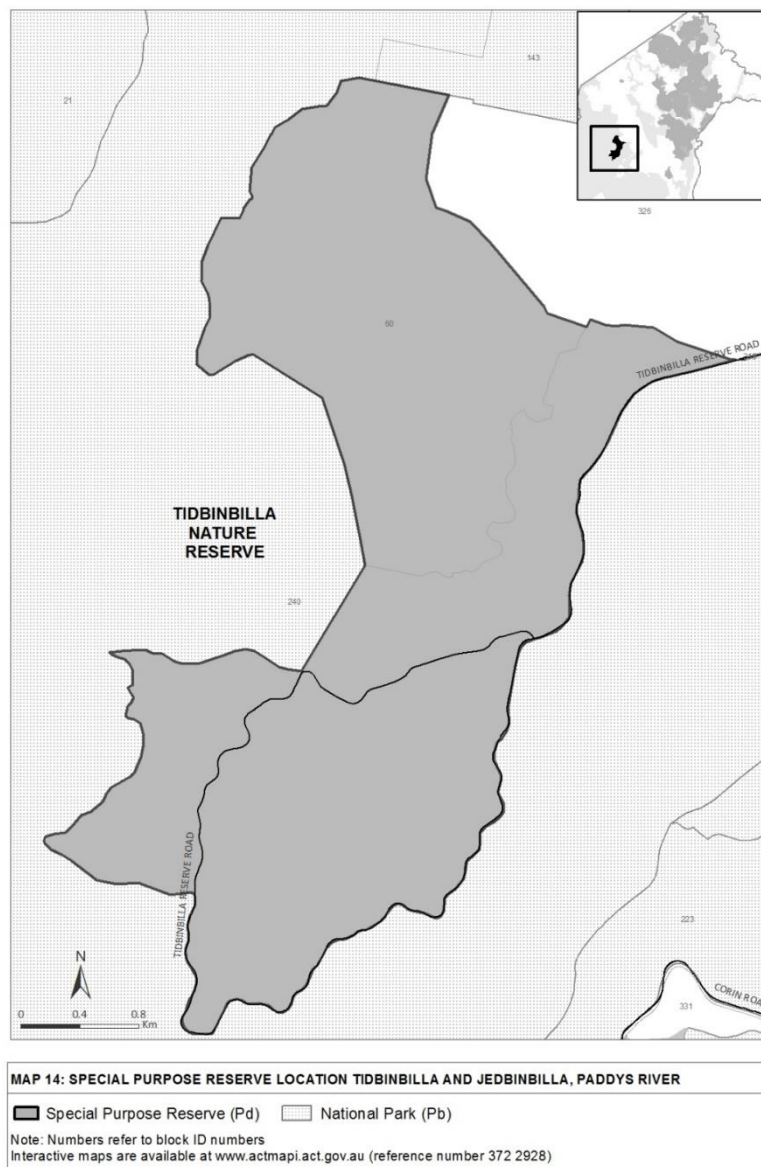 143
21
326
60
TIDBINBILLA RESERVE ROAD
TIDBINBILLA
NATURE
RESERVE
240
TIDBINBILLA RESERVE ROAD
223
N
CORIN ROA
331
0 0.4 0.8
Km
MAP 14: SPECIAL PURPOSE RESERVE LOCATION TIDBINBILLA AND JEDBINBILLA, PADDYS RIVER
Special Purpose Reserve (Pd) National Park (Pb)
Note: Numbers refer to block ID numbers
Interactive maps are available at www.actmapi.act.gov.au (reference number 372 2928)